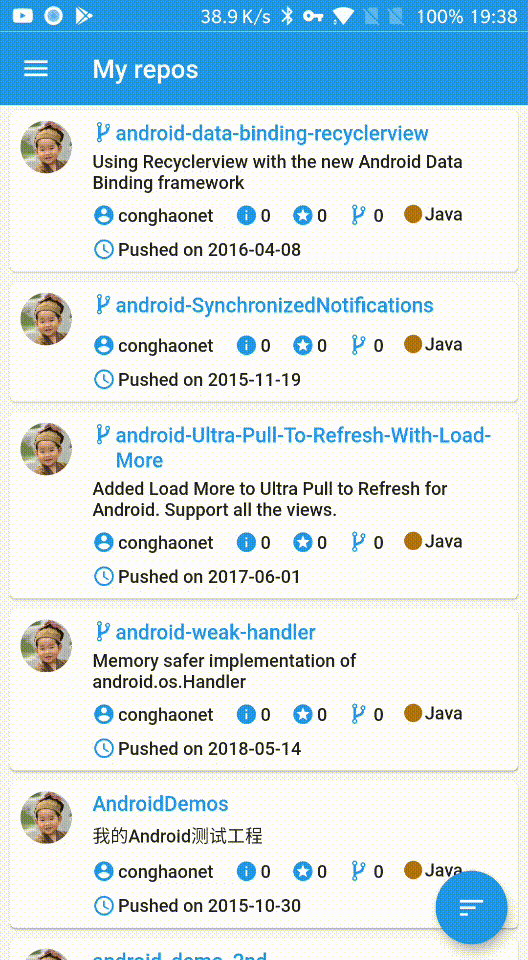 38.9 K/s 100% 19:38
My repos
android-data-binding-recyclerview
Using Recyclerview with the new Android Data
Binding framework
conghaonet 0 0 0 Java
Pushed on 2016-04-08
android-SynchronizedNotifications
conghaonet 0 0 0 Java
Pushed on 2015-11-19
android-Ultra-Pull-To-Refresh-With-Load-
More
Added Load More to Ultra Pull to Refresh for
Android. Support all the views.
conghaonet 0 0 0 Java
Pushed on 2017-06-01
android-weak-handler
Memory safer implementation of
android.os.Handler
conghaonet 0 0 0 Java
Pushed on 2018-05-14
AndroidDemos
我的Android测试工程
conghaonet 0 0 0 Java
Pushed on 2015-10-30
android_demo_2nd